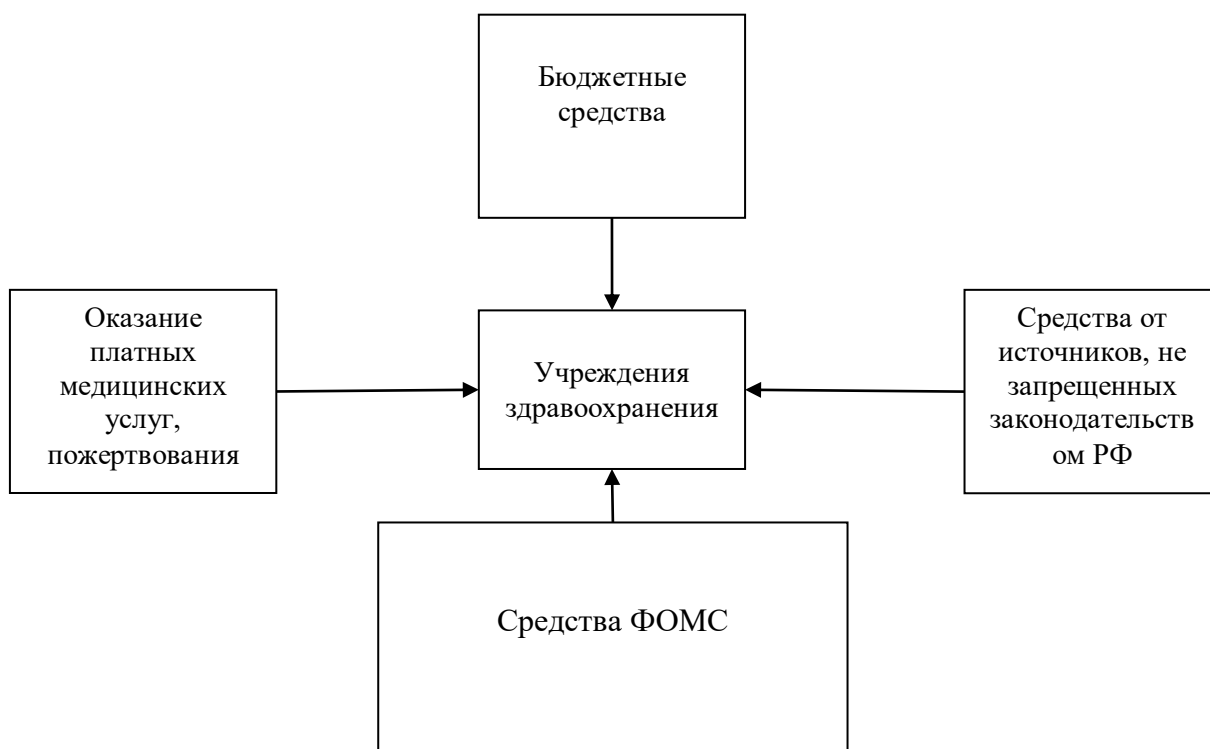 Бюджетные
средства
Оказание
платных
медицинских
услуг,
пожертвования
Учреждения
здравоохранения
Средства от
источников, не
запрещенных
законодательств
ом РФ
Средства ФОМС